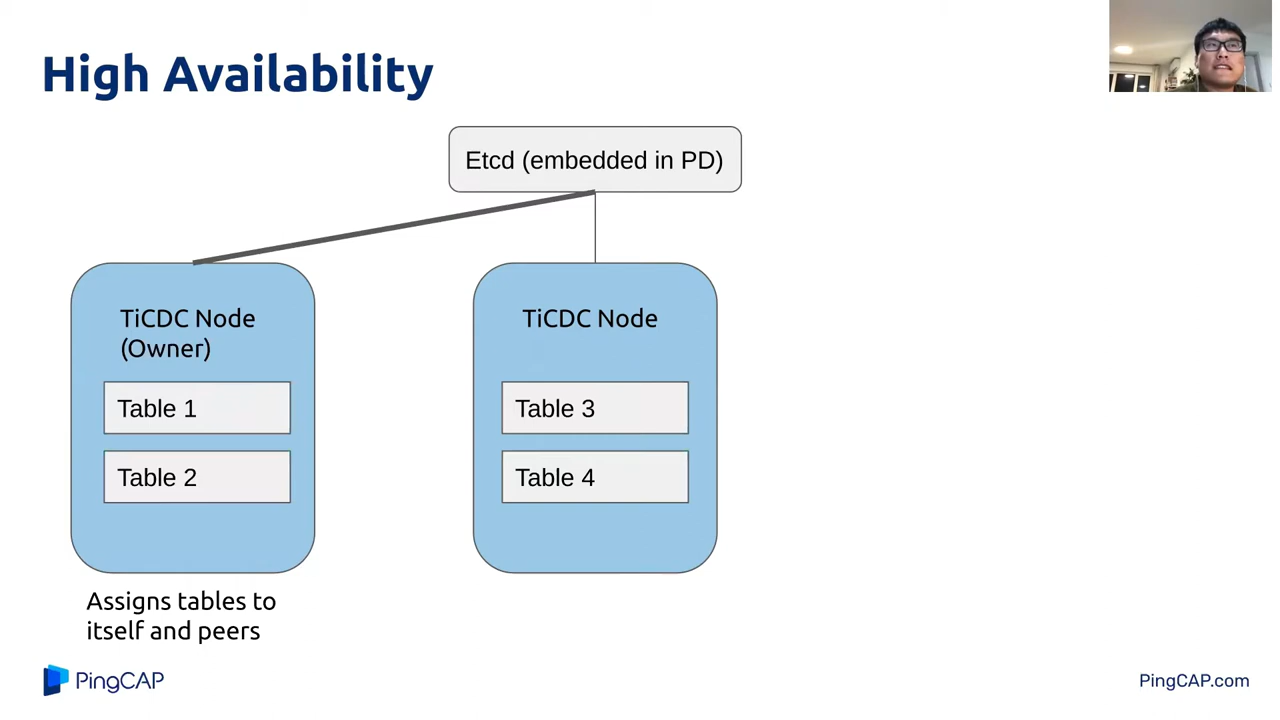 High Availability
Etcd (embedded in PD)
TiCDC Node
(Owner)
Table 1
Table 2
TiCDC Node
Table 3
Table 4
Assigns tables to
itself and peers
PingCAP
PingCAP.com